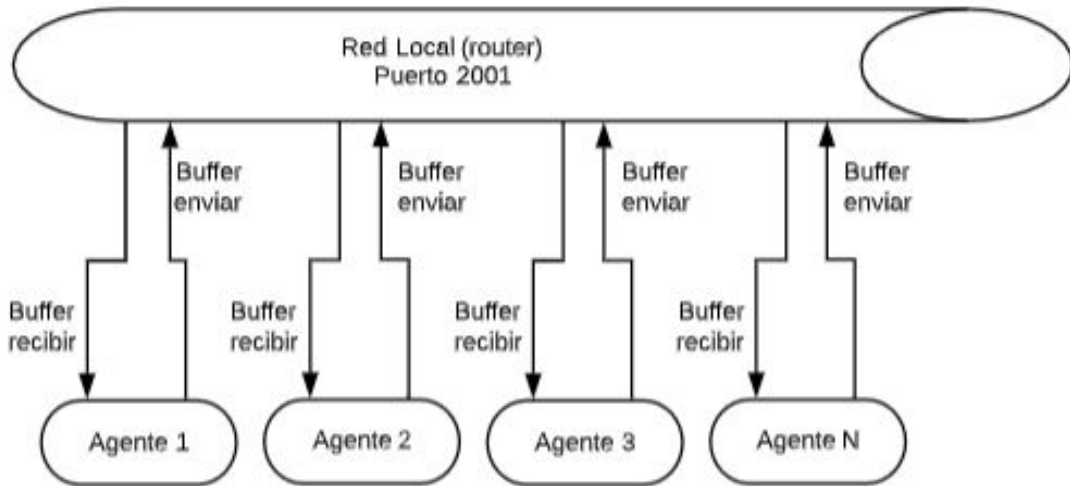 Red Local (router)
Puerto 2001
Buffer
enviar
Buffer
enviar
Buffer
enviar
Buffer
enviar
Buffer
recibir
Buffer
recibir
Buffer
recibir
Buffer
recibir
Agente 1
Agente 2
Agente 3
Agente N